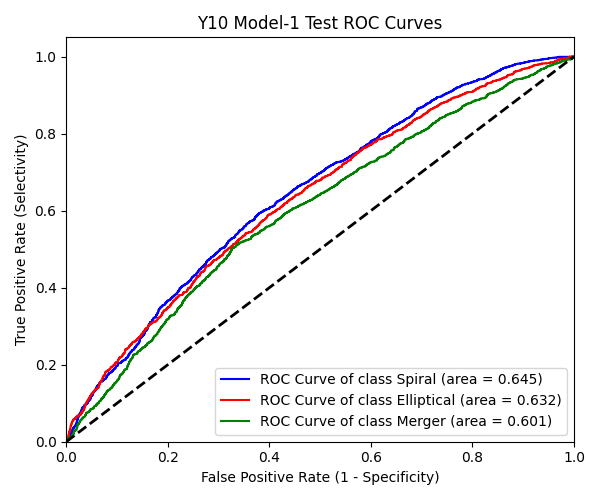 Y10 Model-1 Test ROC Curves
True Positive Rate (Selectivity)
1.0
0.8
0.6
0.4
0.2
0.0
ROC Curve of class Spiral (area = 0.645)
ROC Curve of class Elliptical (area = 0.632)
ROC Curve of class Merger (area = 0.601)
0.0 0.2 0.4 0.6 0.8 1.0
False Positive Rate (1 - Specificity)